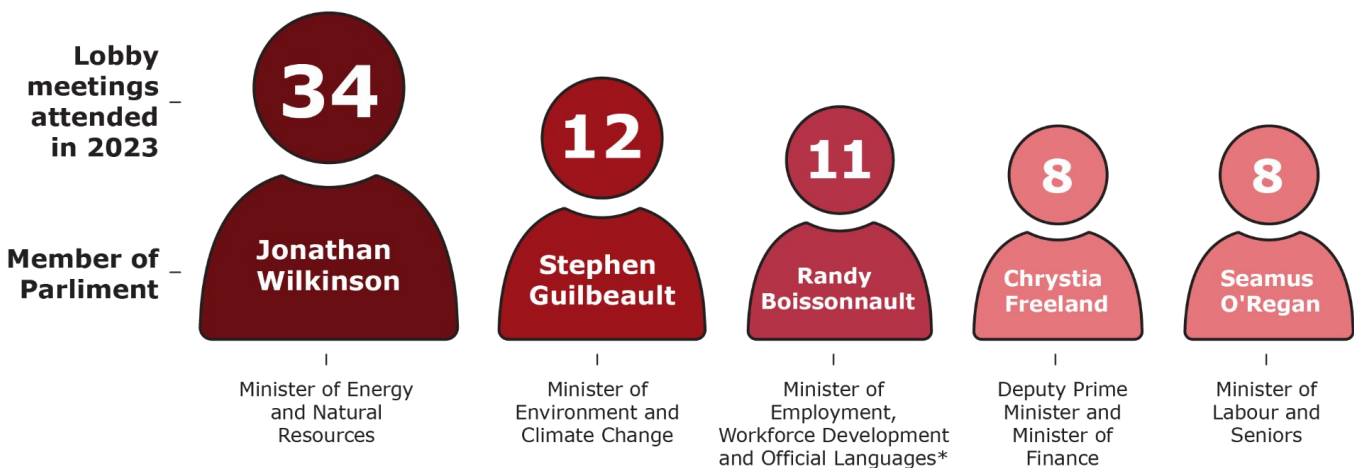 Lobby
meetings
attended
in 2023
34
12
11
8
8
Member of
Parliment
Jonathan
Wilkinson
Stephen
Guilbeault
Randy
Boissonnault
Chrystia
Freeland
Seamus
O'Regan
Minister of Energy
and Natural
Resources
Minister of
Environment and
Climate Change
Minister of
Employment,
Workforce Development
and Official Languages*
Deputy Prime
Minister and
Minister of
Finance
Minister of
Labour and
Seniors